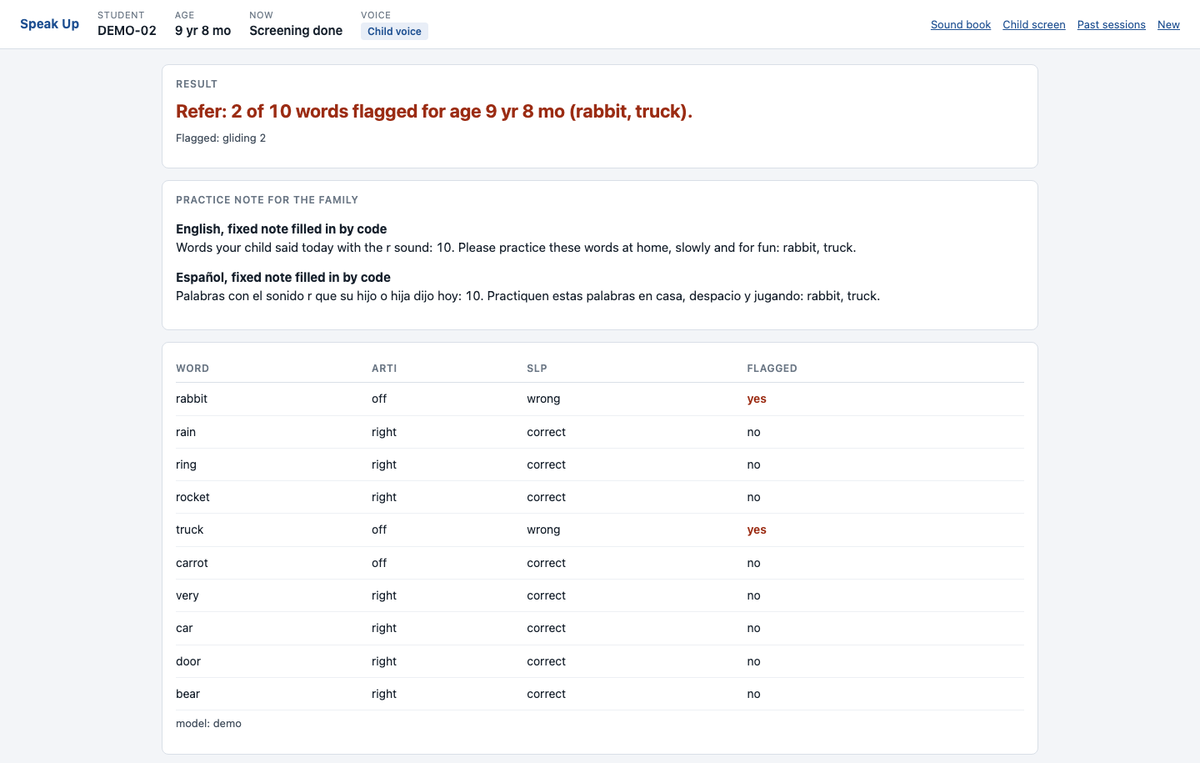 Speak Up
STUDENT
DEMO-02
AGE
9 yr 8 mo
NOW
Screening done
VOICE
Child voice
Sound book Child screen Past sessions New
RESULT
Refer: 2 of 10 words flagged for age 9 yr 8 mo (rabbit, truck).
Flagged: gliding 2
PRACTICE NOTE FOR THE FAMILY
English, fixed note filled in by code
Words your child said today with the r sound: 10. Please practice these words at home, slowly and for fun: rabbit, truck.
Español, fixed note filled in by code
Palabras con el sonido r que su hijo o hija dijo hoy: 10. Practiquen estas palabras en casa, despacio y jugando: rabbit, truck.
WORD ARTI SLP FLAGGED
rabbit off wrong yes
rain right correct no
ring right correct no
rocket right correct no
truck off wrong yes
carrot off correct no
very right correct no
car right correct no
door right correct no
bear right correct no
model: demo